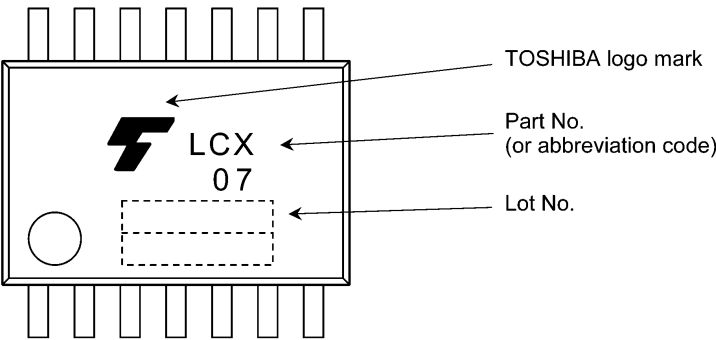 TOSHIBA logo mark
LCX
07
Part No.
(or abbreviation code)
Lot No.